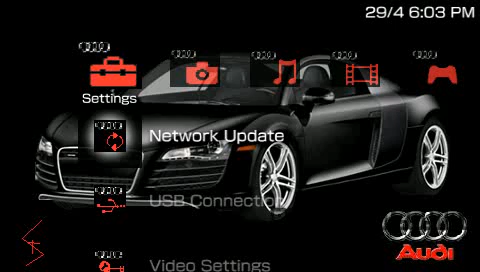 29/4 6:03 PM
Settings
Network Update
USB Connection
Video Settings
Audi